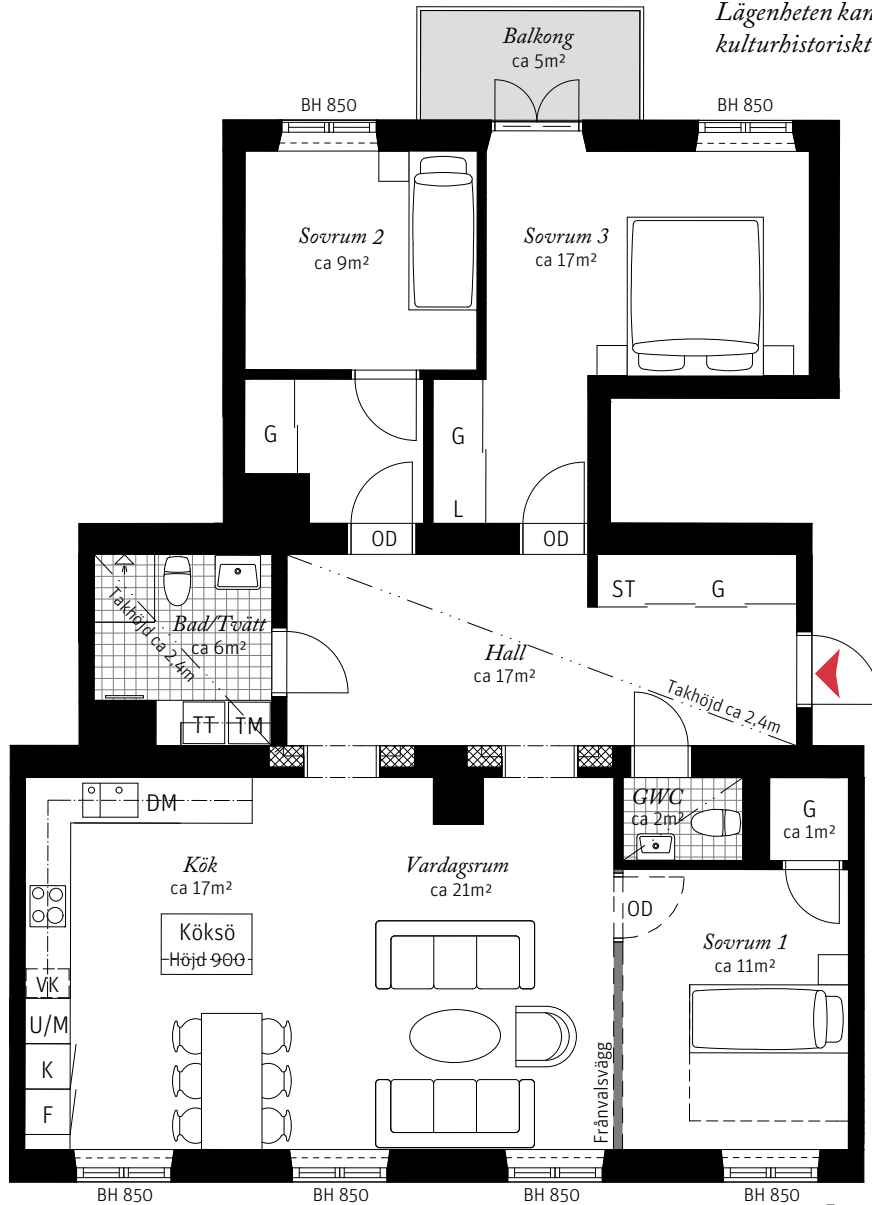 Lägenheten kan
kulturhistoriskt
Balkong
ca 5m²
BH 850
BH 850
Sovrum 2
ca 9m²
Sovrum 3
ca 17m²
G
G
L
OD
OD
ST
G
Takhöjd ca 2,4m
Bad/Tvätt
ca 6m²
Hall
ca 17m²
Takhöjd ca 2,4m
TT
TM
DM
GWC
ca 2m²
G
ca 1m²
Kök
ca 17m²
Vardagsrum
ca 21m²
OD
Köksö
Höjd 900
Sovrum 1
ca 11m²
VK
U/M
K
F
Frånvalsvägg
BH 850
BH 850
BH 850
BH 850